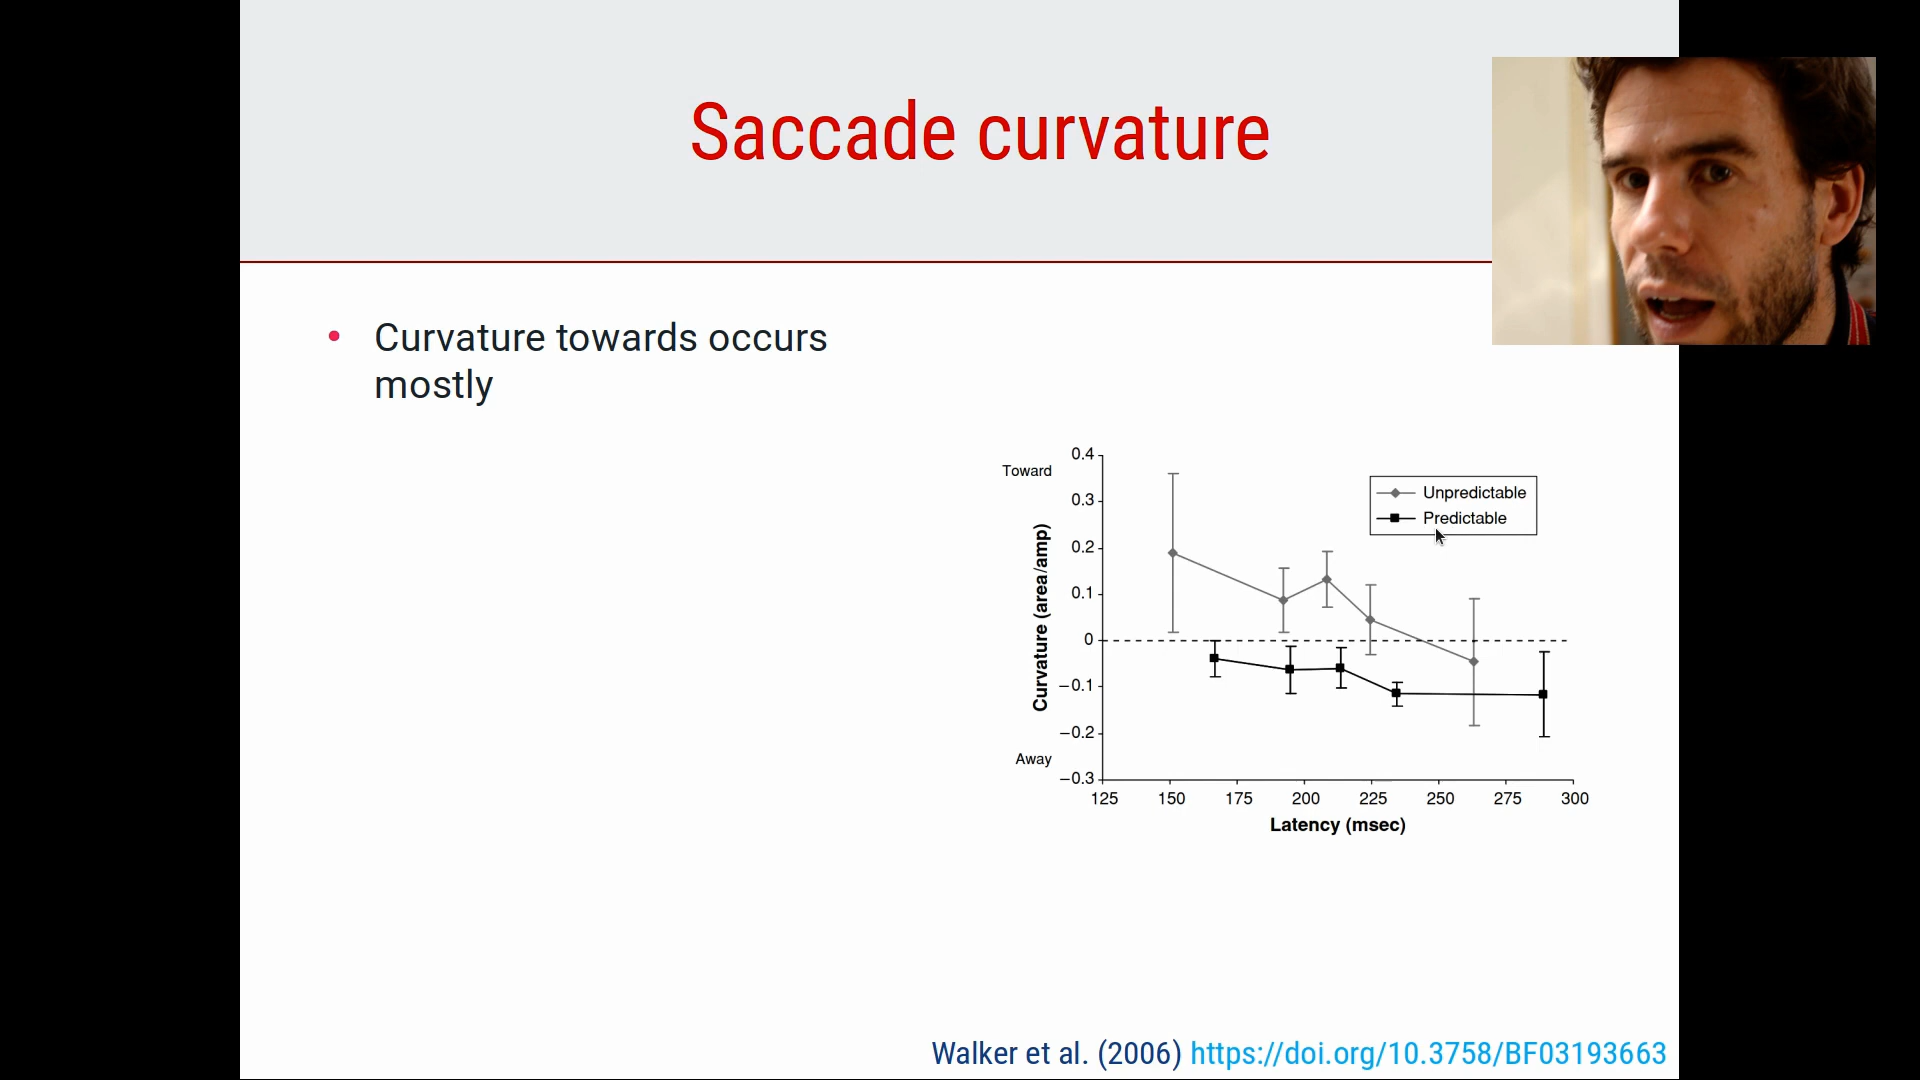 Saccade curvature
• Curvature towards occurs
mostly
Toward
Away
Curvature (area/amp)
0.4
0.3
0.2
0.1
0
−0.1
−0.2
−0.3
Unpredictable
Predictable
125 150 175 200 225 250 275 300
Latency (msec)
Walker et al. (2006) https://doi.org/10.3758/BF03193663